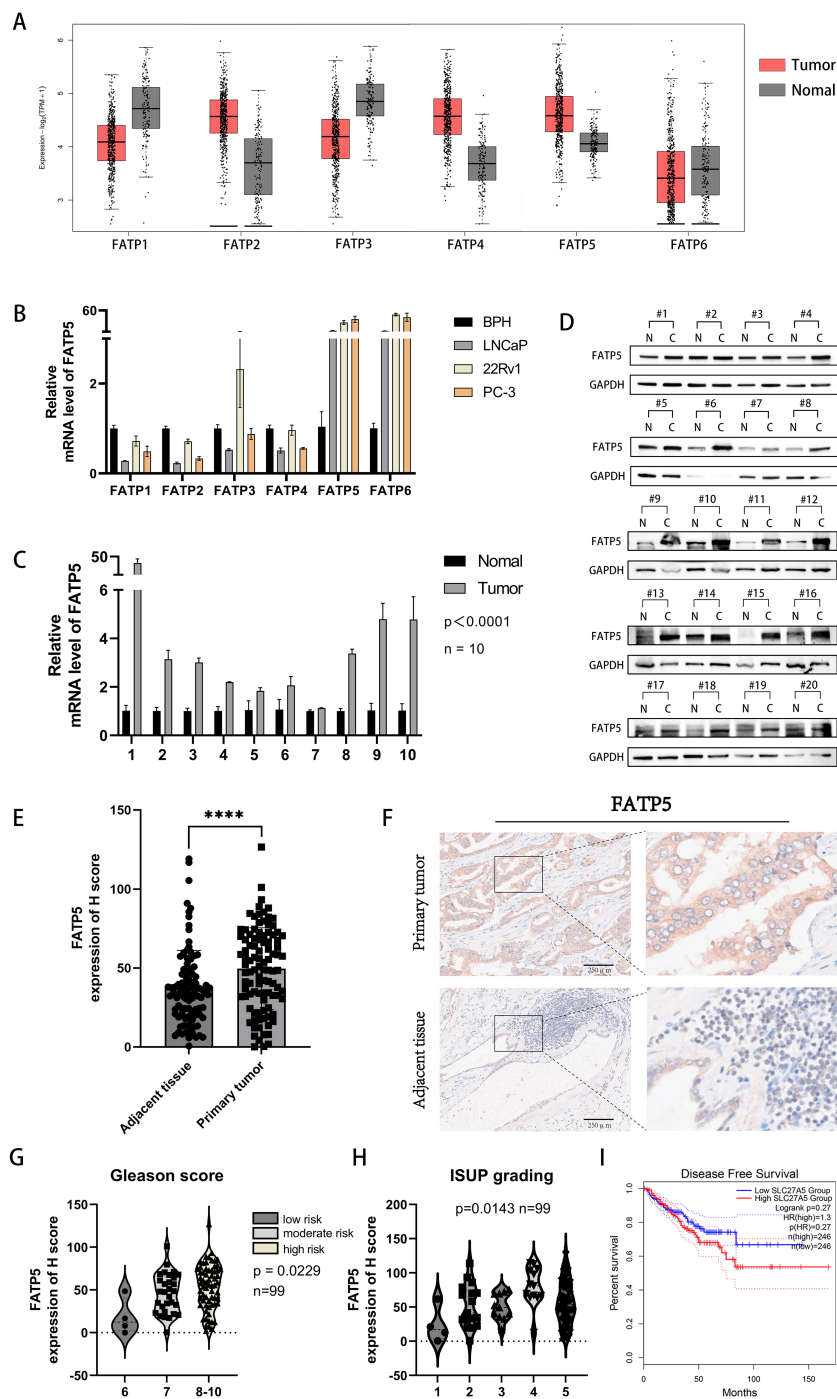 A
6
5
4
3
Expression−log₂(TPM+1)
FATP1 FATP2 FATP3 FATP4 FATP5 FATP6
Tumor
Nomal
B
Relative
mRNA level of FATP5
60
2
0
FATP1 FATP2 FATP3 FATP4 FATP5 FATP6
BPH
LNCaP
22Rv1
PC-3
C
Relative
mRNA level of FATP5
50
6
4
2
0
1 2 3 4 5 6 7 8 9 10
Nomal
Tumor
p<0.0001
n = 10
D
#1 #2 #3 #4
N C N C N C N C
FATP5
GAPDH
#5 #6 #7 #8
N C N C N C N C
FATP5
GAPDH
#9 #10 #11 #12
N C N C N C N C
FATP5
GAPDH
#13 #14 #15 #16
N C N C N C N C
FATP5
GAPDH
#17 #18 #19 #20
N C N C N C N C
FATP5
GAPDH
E
FATP5
expression of H score
150
100
50
0
****
Adjacent tissue
Primary tumor
F
FATP5
Primary tumor
250 μm
Adjacent tissue
250 μm
G
Gleason score
FATP5
expression of H score
150
100
50
0
-50
6 7 8-10
low risk
moderate risk
high risk
p = 0.0229
n=99
H
ISUP grading
FATP5
expression of H score
200
150
100
50
0
-50
p=0.0143 n=99
1 2 3 4 5
I
Disease Free Survival
Percent survival
1.0
0.8
0.6
0.4
0.2
0.0
Low SLC27A5 Group
High SLC27A5 Group
Logrank p=0.27
HR(high)=1.3
p(HR)=0.27
n(high)=246
n(low)=246
0 50 100 150
Months